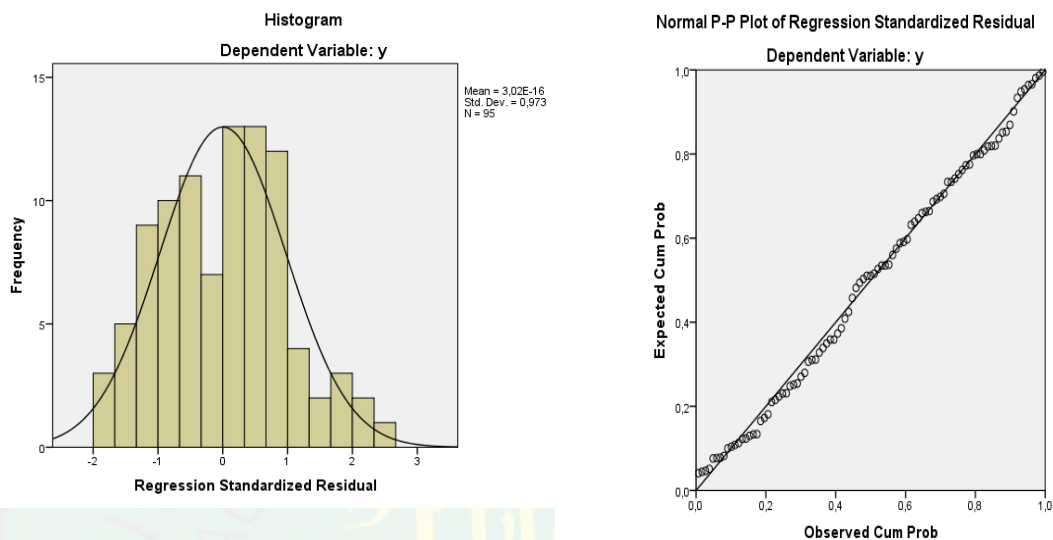 Histogram
Dependent Variable: y
Mean = 3,02E-16
Std. Dev. = 0,973
N = 95
15
10
5
0
-2 -1 0 1 2 3
Frequency
Regression Standardized Residual
Normal P-P Plot of Regression Standardized Residual
Dependent Variable: y
1,0
0,8
0,6
0,4
0,2
0,0
0,0 0,2 0,4 0,6 0,8 1,0
Expected Cum Prob
Observed Cum Prob